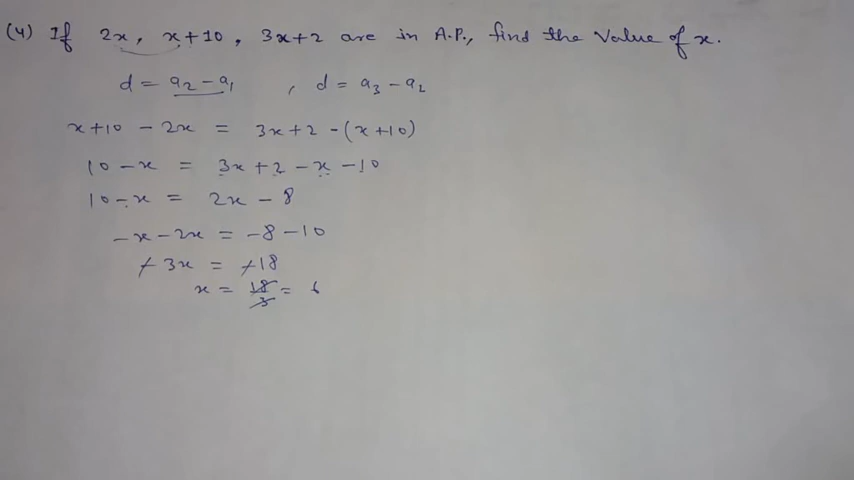 (4) If 2x, x+10, 3x+2 are in A.P., find the value of x.
d = a₂ - a₁ , d = a₃ - a₂
x+10 - 2x = 3x+2 - (x+10)
10 - x = 3x+2 - x - 10
10 - x = 2x - 8
-x - 2x = -8 - 10
-3x = -18
x = 18/3 = 6